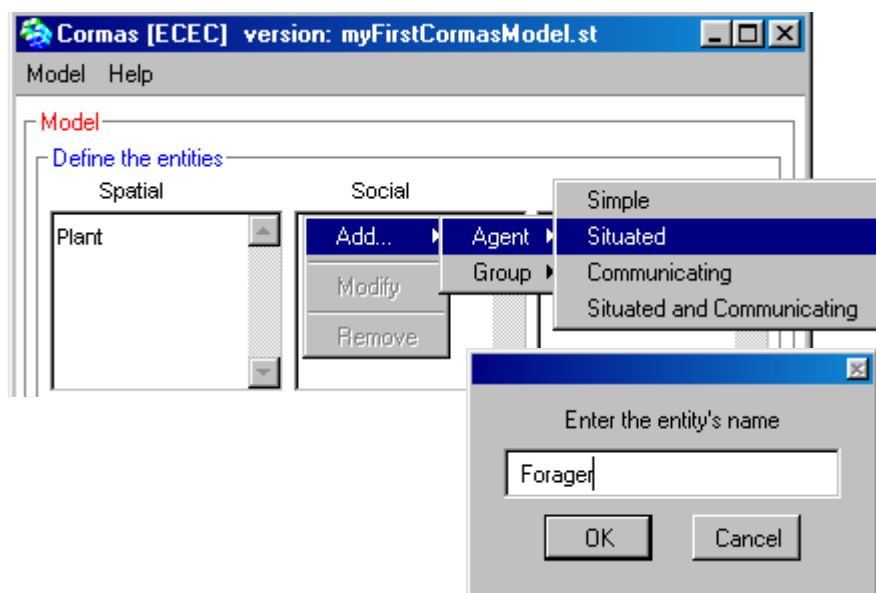 Cormas [ECEC] version: myFirstCormasModel.st
Model Help
Model
Define the entities
Spatial Social
Plant
Add...
Modify
Remove
Agent
Group
Simple
Situated
Communicating
Situated and Communicating
Enter the entity's name
Forager
OK Cancel